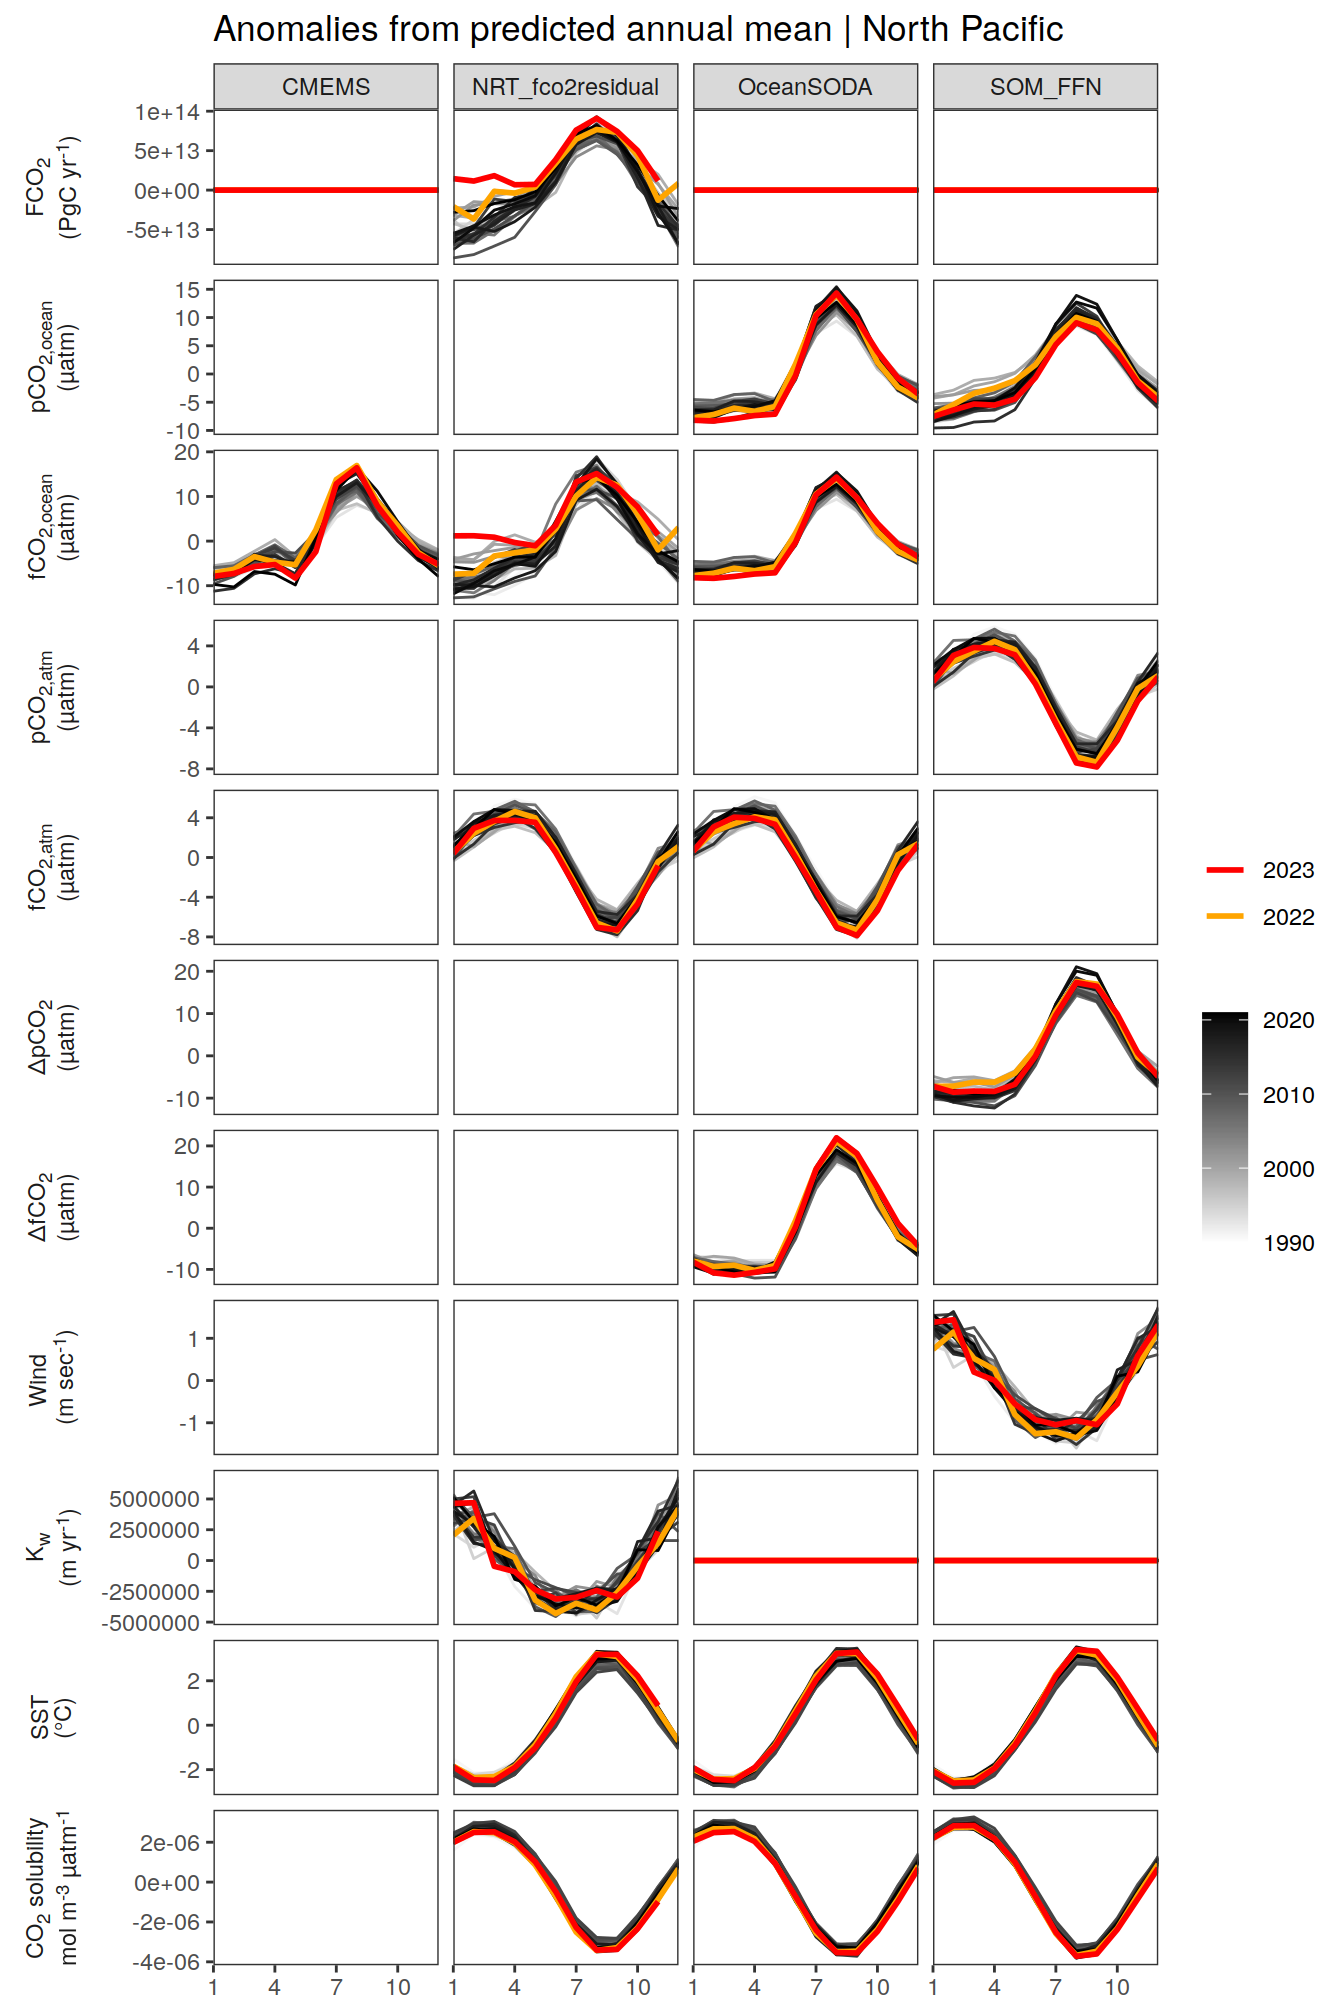 Anomalies from predicted annual mean | North Pacific
CMEMS
NRT_fco2residual
OceanSODA
SOM_FFN
FCO2
(PgC yr-1)
1e+14
5e+13
0e+00
-5e+13
pCO2,ocean
(µatm)
15
10
5
0
-5
-10
fCO2,ocean
(µatm)
20
10
0
-10
pCO2,atm
(µatm)
4
0
-4
-8
fCO2,atm
(µatm)
4
0
-4
-8
ΔpCO2
(µatm)
20
10
0
-10
ΔfCO2
(µatm)
20
10
0
-10
Wind
(m sec-1)
1
0
-1
Kw
(m yr-1)
5000000
2500000
0
-2500000
-5000000
SST
(°C)
2
0
-2
CO2 solubility
mol m-3 µatm-1
2e-06
0e+00
-2e-06
-4e-06
1 4 7 10 1 4 7 10 1 4 7 10 1 4 7 10
2023
2022
2020
2010
2000
1990